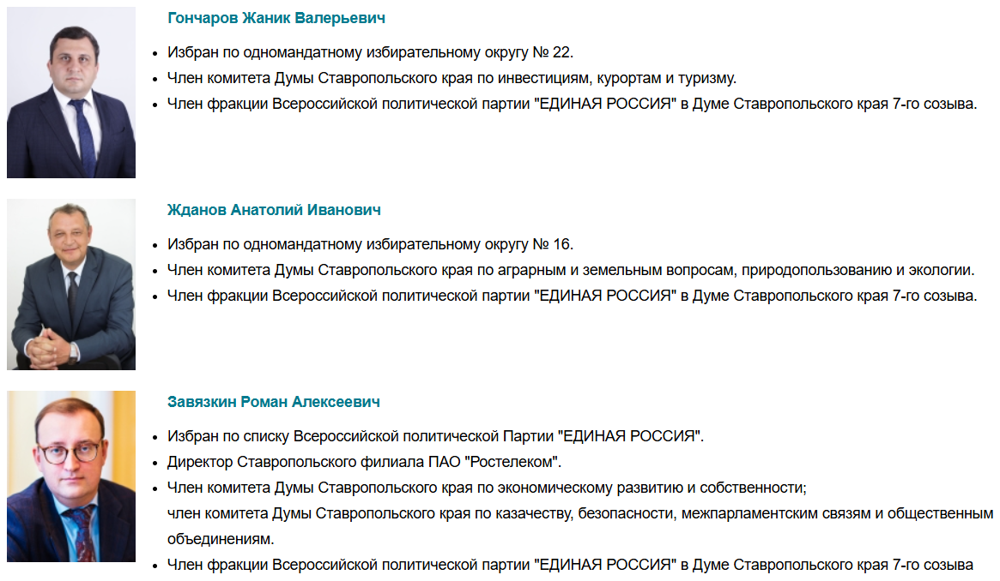 Гончаров Жаник Валерьевич
Избран по одномандатному избирательному округу № 22.
Член комитета Думы Ставропольского края по инвестициям, курортам и туризму.
Член фракции Всероссийской политической партии "ЕДИНАЯ РОССИЯ" в Думе Ставропольского края 7-го созыва.
Жданов Анатолий Иванович
Избран по одномандатному избирательному округу № 16.
Член комитета Думы Ставропольского края по аграрным и земельным вопросам, природопользованию и экологии.
Член фракции Всероссийской политической партии "ЕДИНАЯ РОССИЯ" в Думе Ставропольского края 7-го созыва.
Завязкин Роман Алексеевич
Избран по списку Всероссийской политической Партии "ЕДИНАЯ РОССИЯ".
Директор Ставропольского филиала ПАО "Ростелеком".
Член комитета Думы Ставропольского края по экономическому развитию и собственности;
член комитета Думы Ставропольского края по казачеству, безопасности, межпарламентским связям и общественным
объединениям.
Член фракции Всероссийской политической партии "ЕДИНАЯ РОССИЯ" в Думе Ставропольского края 7-го созыва